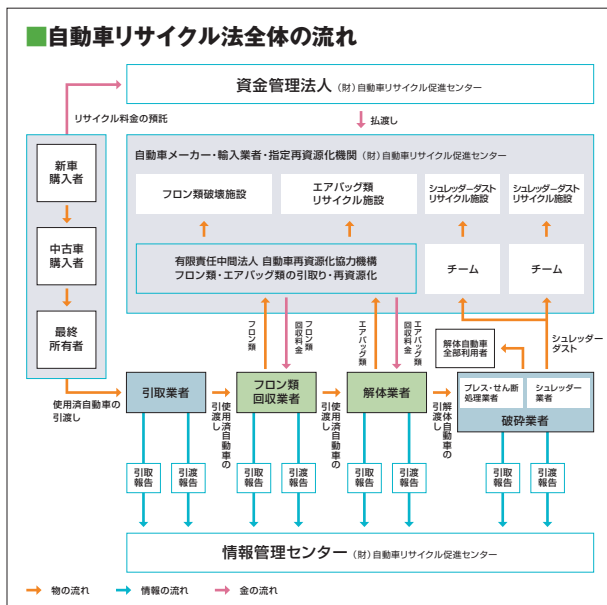 ■自動車リサイクル法全体の流れ
資金管理法人(財)自動車リサイクル促進センター
リサイクル料金の預託
払渡し
新車
購入者
中古車
購入者
最終
所有者
自動車メーカー・輸入業者・指定再資源化機関(財)自動車リサイクル促進センター
フロン類破壊施設
エアバッグ類
リサイクル施設
シュレッダーダスト
リサイクル施設
シュレッダーダスト
リサイクル施設
有限責任中間法人 自動車再資源化協力機構
フロン類・エアバッグ類の引取り・再資源化
チーム
チーム
フロン類
フロン類
回収料金
エアバッグ類
エアバッグ類
回収料金
解体自動車
全部利用者
シュレッダー
ダスト
使用済自動車の
引渡し
引取業者
使用済自動車の
引渡し
フロン類
回収業者
使用済自動車の
引渡し
解体業者
解体自動車の
引渡し
プレス・せん断
処理業者
シュレッダー
業者
破砕業者
引取
報告
引渡
報告
引取
報告
引渡
報告
引取
報告
引渡
報告
引取
報告
引渡
報告
情報管理センター(財)自動車リサイクル促進センター
物の流れ
情報の流れ
金の流れ